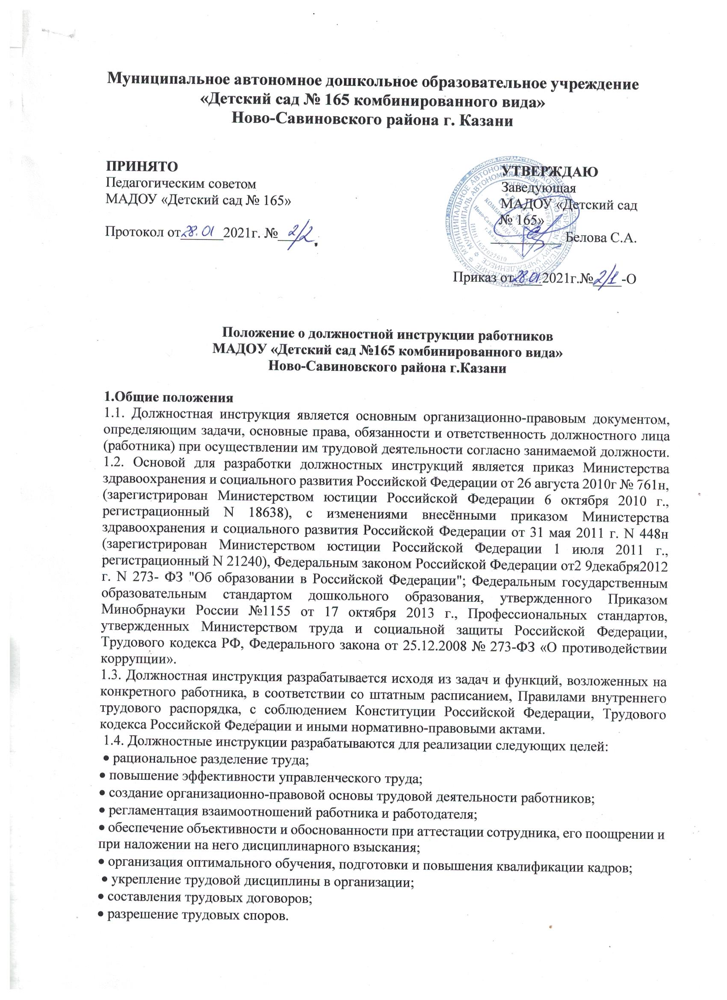 Муниципальное автономное дошкольное образовательное учреждение
«Детский сад № 165 комбинированного вида»
Ново-Савиновского района г. Казани
ПРИНЯТО
Педагогическим советом
МАДОУ «Детский сад № 165»
Протокол от 28.01 2021г. № 2/2
УТВЕРЖДАЮ
Заведующая
МАДОУ «Детский сад
№ 165»
Белова С.А.
Приказ от 28.01 2021г.№ 2/1 -О
Положение о должностной инструкции работников
МАДОУ «Детский сад №165 комбинированного вида»
Ново-Савиновского района г.Казани
1.Общие положения
1.1. Должностная инструкция является основным организационно-правовым документом,
определяющим задачи, основные права, обязанности и ответственность должностного лица
(работника) при осуществлении им трудовой деятельности согласно занимаемой должности.
1.2. Основой для разработки должностных инструкций является приказ Министерства
здравоохранения и социального развития Российской Федерации от 26 августа 2010г № 761н,
(зарегистрирован Министерством юстиции Российской Федерации 6 октября 2010 г.,
регистрационный N 18638), с изменениями внесёнными приказом Министерства
здравоохранения и социального развития Российской Федерации от 31 мая 2011 г. N 448н
(зарегистрирован Министерством юстиции Российской Федерации 1 июля 2011 г.,
регистрационный N 21240), Федеральным законом Российской Федерации от2 9декабря2012
г. N 273- ФЗ "Об образовании в Российской Федерации"; Федеральным государственным
образовательным стандартом дошкольного образования, утвержденного Приказом
Минобрнауки России №1155 от 17 октября 2013 г., Профессиональных стандартов,
утвержденных Министерством труда и социальной защиты Российской Федерации,
Трудового кодекса РФ, Федерального закона от 25.12.2008 № 273-ФЗ «О противодействии
коррупции».
1.3. Должностная инструкция разрабатывается исходя из задач и функций, возложенных на
конкретного работника, в соответствии со штатным расписанием, Правилами внутреннего
трудового распорядка, с соблюдением Конституции Российской Федерации, Трудового
кодекса Российской Федерации и иными нормативно-правовыми актами.
1.4. Должностные инструкции разрабатываются для реализации следующих целей:
• рациональное разделение труда;
• повышение эффективности управленческого труда;
• создание организационно-правовой основы трудовой деятельности работников;
• регламентация взаимоотношений работника и работодателя;
• обеспечение объективности и обоснованности при аттестации сотрудника, его поощрении и
при наложении на него дисциплинарного взыскания;
• организация оптимального обучения, подготовки и повышения квалификации кадров;
• укрепление трудовой дисциплины в организации;
• составления трудовых договоров;
• разрешение трудовых споров.